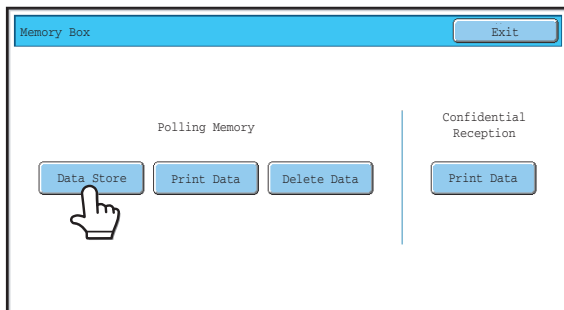 Memory Box
Exit
Polling Memory
Confidential
Reception
Data Store
Print Data
Delete Data
Print Data